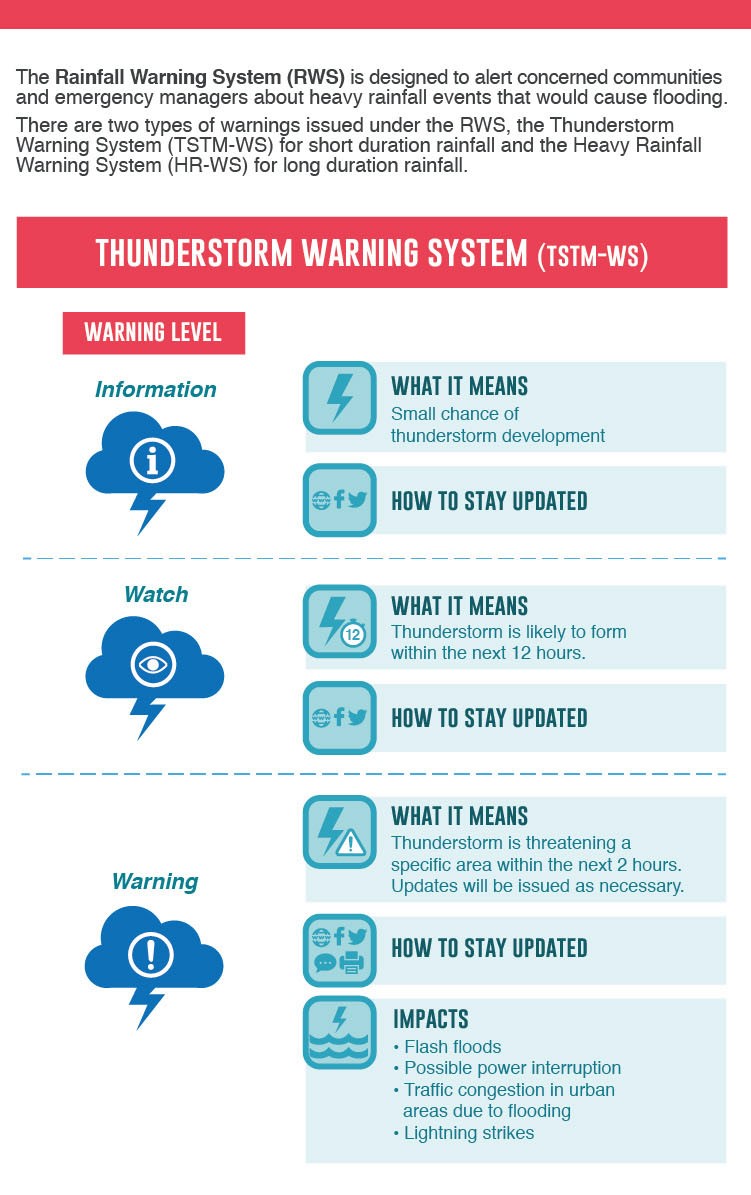 The Rainfall Warning System (RWS) is designed to alert concerned communities
and emergency managers about heavy rainfall events that would cause flooding.
There are two types of warnings issued under the RWS, the Thunderstorm
Warning System (TSTM-WS) for short duration rainfall and the Heavy Rainfall
Warning System (HR-WS) for long duration rainfall.
THUNDERSTORM WARNING SYSTEM (TSTM-WS)
WARNING LEVEL
Information
WHAT IT MEANS
Small chance of
thunderstorm development
HOW TO STAY UPDATED
Watch
12
WHAT IT MEANS
Thunderstorm is likely to form
within the next 12 hours.
HOW TO STAY UPDATED
Warning
WHAT IT MEANS
Thunderstorm is threatening a
specific area within the next 2 hours.
Updates will be issued as necessary.
HOW TO STAY UPDATED
IMPACTS
• Flash floods
• Possible power interruption
• Traffic congestion in urban
areas due to flooding
• Lightning strikes